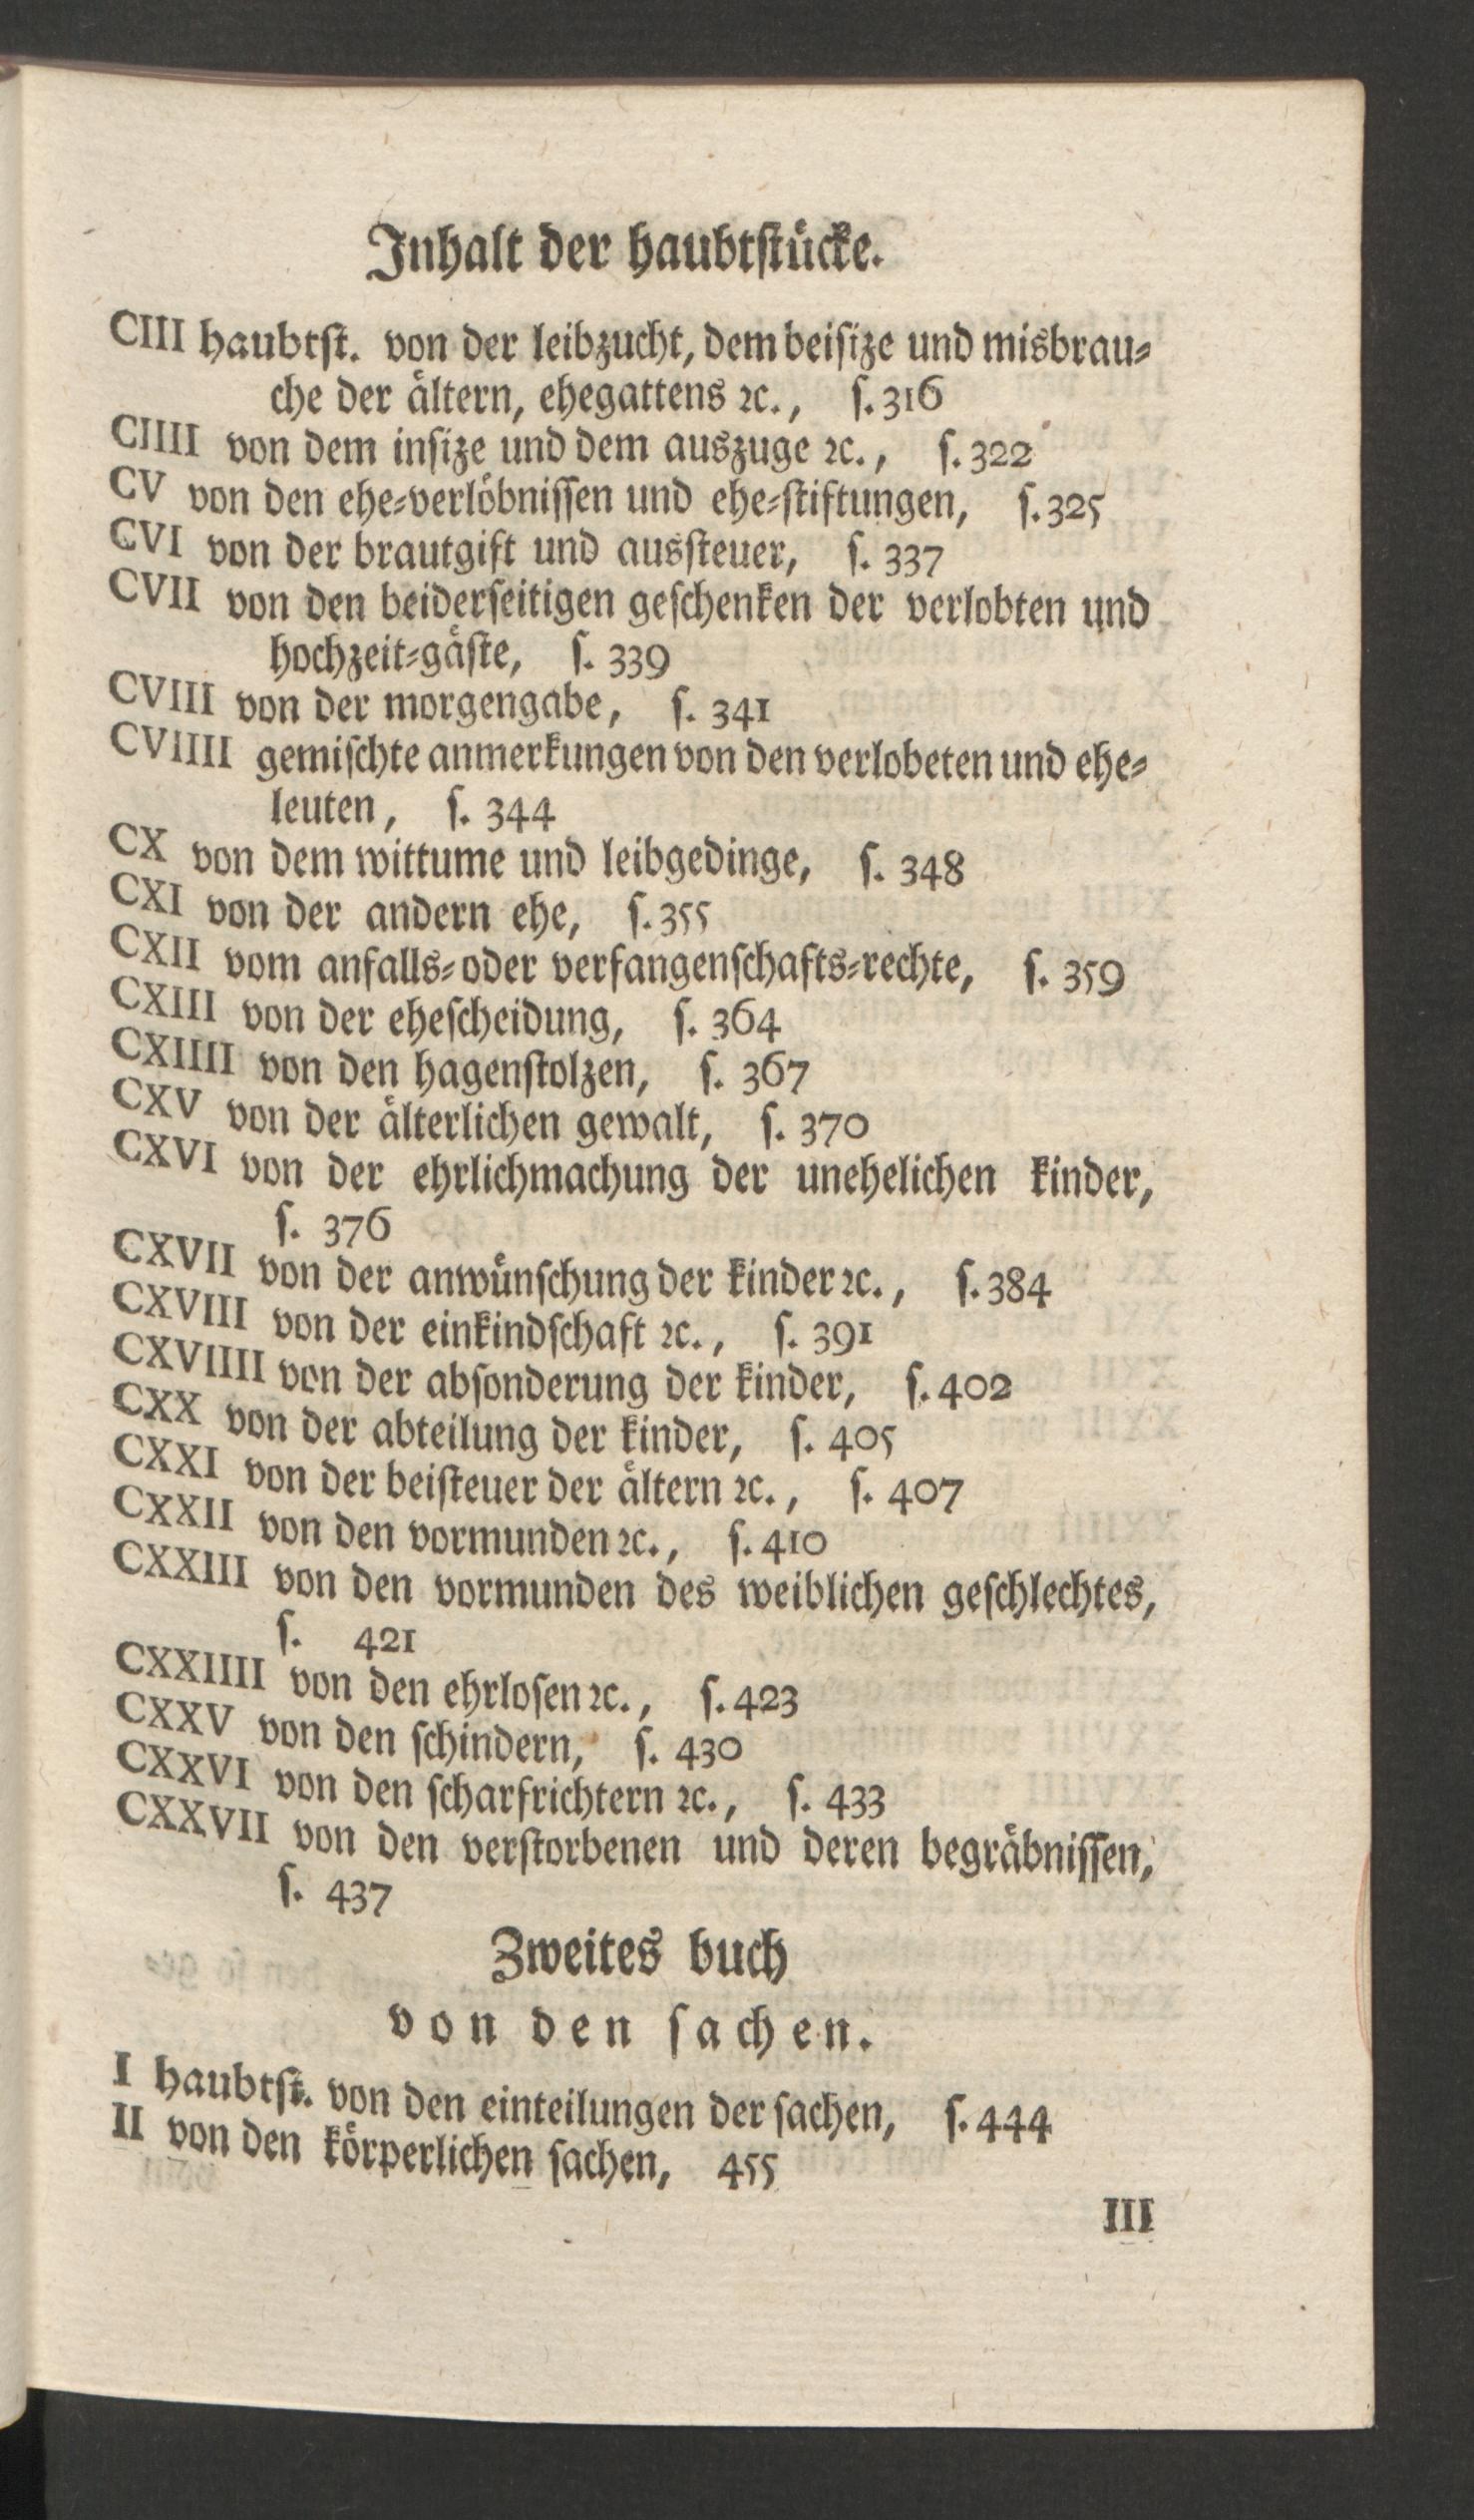 Inhalt der haubtſtücke.
CIII haubtſt. von der leibzucht, dem beiſize und misbrau⸗
che der ältern, ehegattens ꝛc., ſ. 316
CIIII von dem inſize und dem auszuge ꝛc., ſ. 322
CV von den ehe⸗verlöbniſſen und ehe⸗ſtiftungen, ſ. 325
CVI von der brautgift und ausſteuer, ſ. 337
CVII von den beiderſeitigen geſchenken der verlobten und
hochzeit⸗gäſte, ſ. 339
CVIII von der morgengabe, ſ. 341
CVIIII gemiſchte anmerkungen von den verlobeten und ehe⸗
leuten, ſ. 344
CX von dem wittume und leibgedinge, ſ. 348
CXI von der andern ehe, ſ. 355
CXII vom anfalls⸗oder verfangenſchafts⸗rechte, ſ. 359
CXIII von der eheſcheidung, ſ. 364
CXIIII von den hagenſtolzen, ſ. 367
CXV von der älterlichen gewalt, ſ. 370
CXVI von der ehrlichmachung der unehelichen kinder,
ſ. 376
CXVII von der anwünſchung der kinder ꝛc., ſ. 384
CXVIII von der einkindſchaft ꝛc., ſ. 391
CXVIIII von der abſonderung der kinder, ſ. 402
CXX von der abteilung der kinder, ſ. 405
CXXI von der beiſteuer der ältern ꝛc., ſ. 407
CXXII von den vormunden ꝛc., ſ. 410
CXXIII von den vormunden des weiblichen geſchlechtes,
ſ. 421
CXXIIII von den ehrloſen ꝛc., ſ. 423
CXXV von den ſchindern, ſ. 430
CXXVI von den ſcharfrichtern ꝛc., ſ. 433
CXXVII von den verſtorbenen und deren begräbniſſen,
ſ. 437
Zweites buch
von den ſachen.
I haubtſt. von den einteilungen der ſachen, ſ. 444
II von den körperlichen ſachen, 455
III